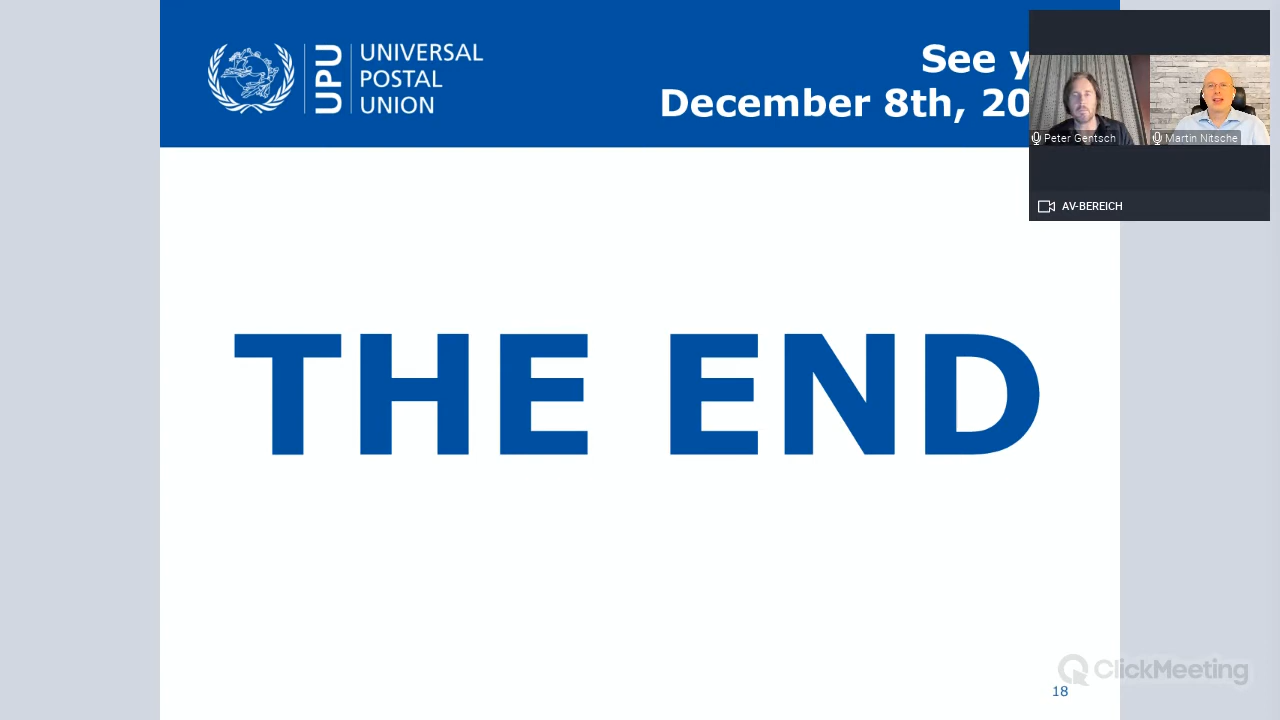 UPU
UNIVERSAL
POSTAL
UNION
See y
December 8th, 20
Peter Gentsch
Martin Nitsche
AV-BEREICH
THE END
ClickMeeting
18